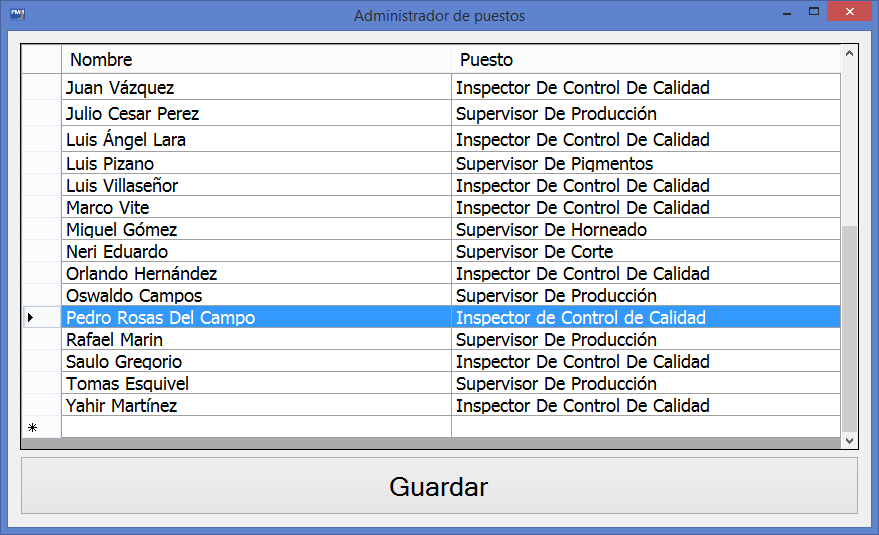 Administrador de puestos
Nombre Puesto
Juan Vázquez Inspector De Control De Calidad
Julio Cesar Perez Supervisor De Producción
Luis Ángel Lara Inspector De Control De Calidad
Luis Pizano Supervisor De Pigmentos
Luis Villaseñor Inspector De Control De Calidad
Marco Vite Inspector De Control De Calidad
Miguel Gómez Supervisor De Horneado
Neri Eduardo Supervisor De Corte
Orlando Hernández Inspector De Control De Calidad
Oswaldo Campos Supervisor De Producción
Pedro Rosas Del Campo Inspector de Control de Calidad
Rafael Marin Supervisor De Producción
Saulo Gregorio Inspector De Control De Calidad
Tomas Esquivel Supervisor De Producción
Yahir Martínez Inspector De Control De Calidad
Guardar